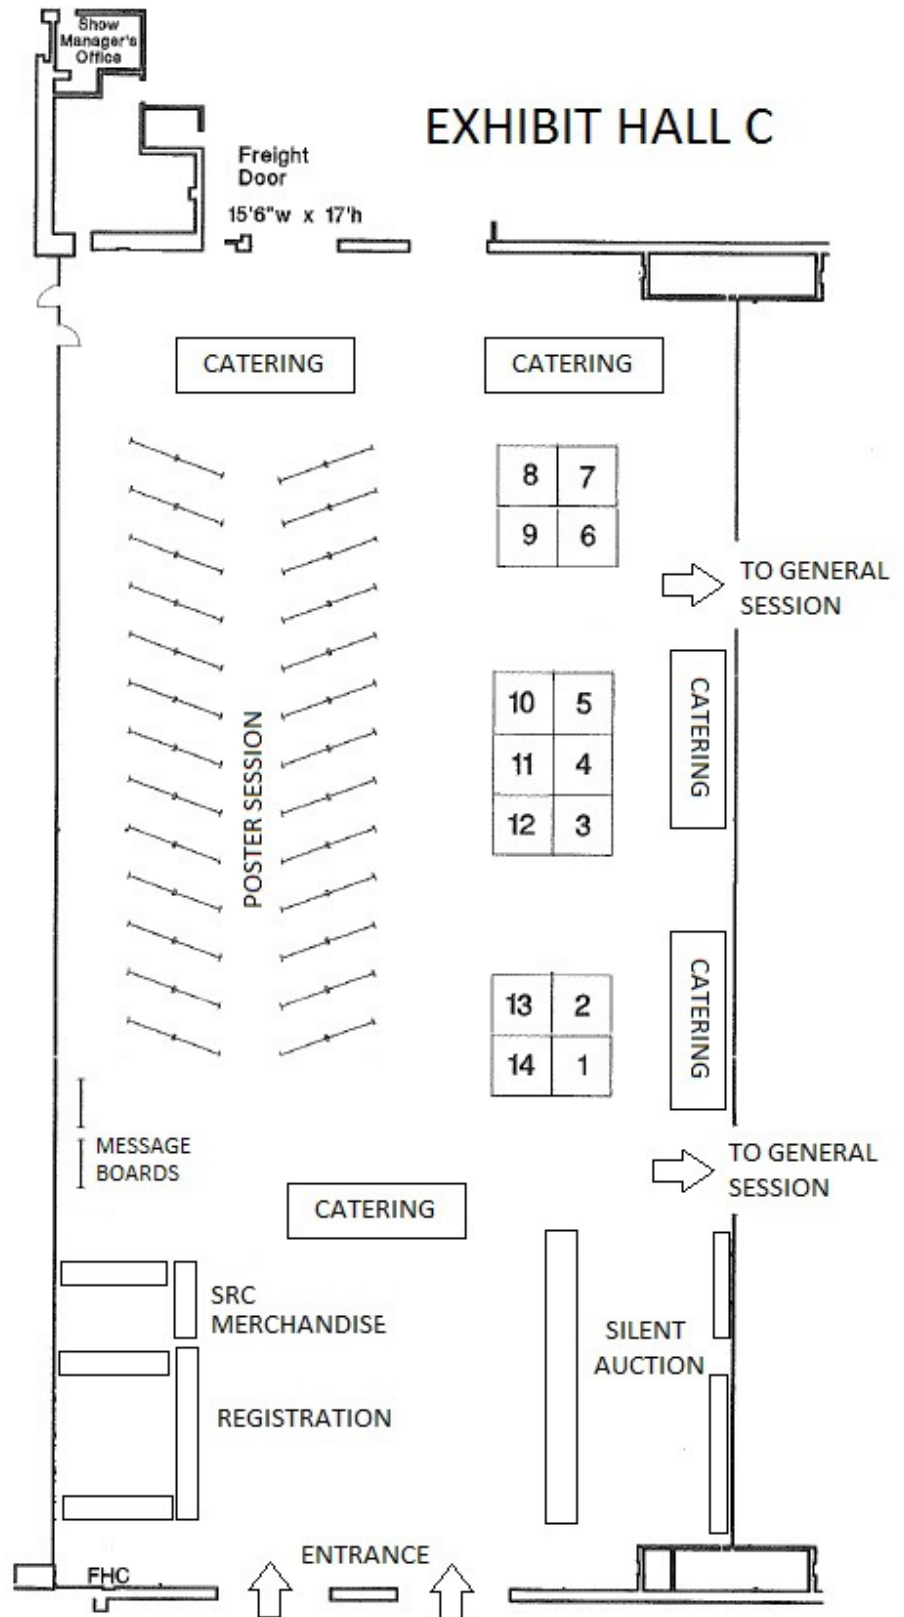 Show
Manager's
Office
EXHIBIT HALL C
Freight
Door
15'6"w x 17'h
CATERING
CATERING
8 7
9 6
TO GENERAL
SESSION
10 5
11 4
12 3
CATERING
POSTER SESSION
13 2
14 1
CATERING
MESSAGE
BOARDS
TO GENERAL
SESSION
CATERING
SRC
MERCHANDISE
SILENT
AUCTION
REGISTRATION
ENTRANCE
FHC